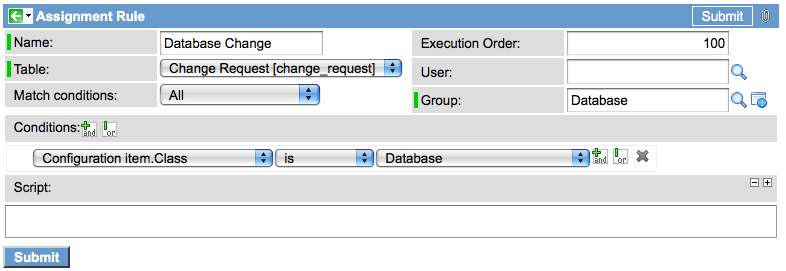 Assignment Rule Submit
Name: Database Change Execution Order: 100
Table: Change Request [change_request] User:
Match conditions: All Group: Database
Conditions: and or
Configuration item.Class is Database and or
Script:
Submit